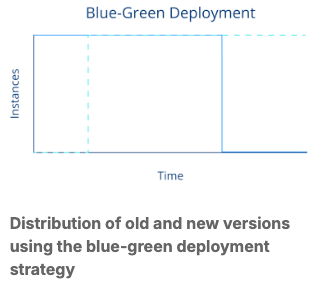 Blue-Green Deployment
Instances
Time
Distribution of old and new versions
using the blue-green deployment
strategy